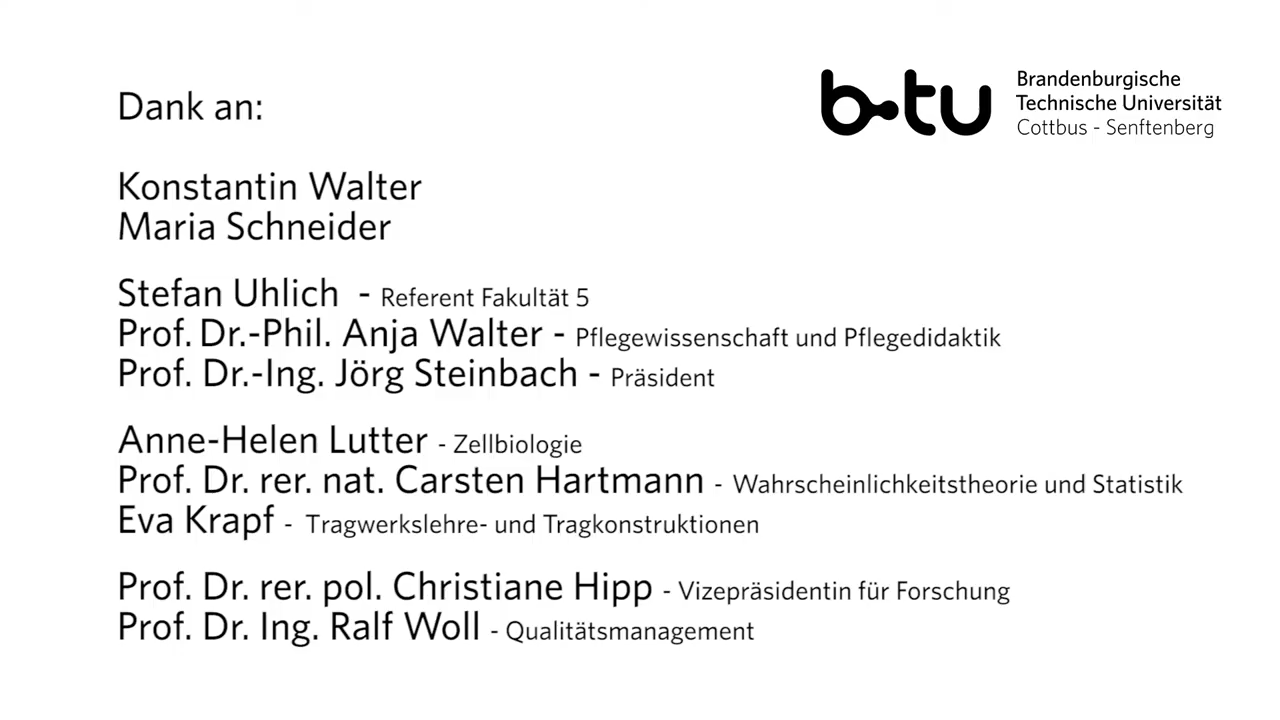 Dank an:
b-tu
Brandenburgische
Technische Universität
Cottbus - Senftenberg
Konstantin Walter
Maria Schneider
Stefan Uhlich - Referent Fakultät 5
Prof. Dr.-Phil. Anja Walter - Pflegewissenschaft und Pflegedidaktik
Prof. Dr.-Ing. Jörg Steinbach - Präsident
Anne-Helen Lutter - Zellbiologie
Prof. Dr. rer. nat. Carsten Hartmann - Wahrscheinlichkeitstheorie und Statistik
Eva Krapf - Tragwerkslehre- und Tragkonstruktionen
Prof. Dr. rer. pol. Christiane Hipp - Vizepräsidentin für Forschung
Prof. Dr. Ing. Ralf Woll - Qualitätsmanagement